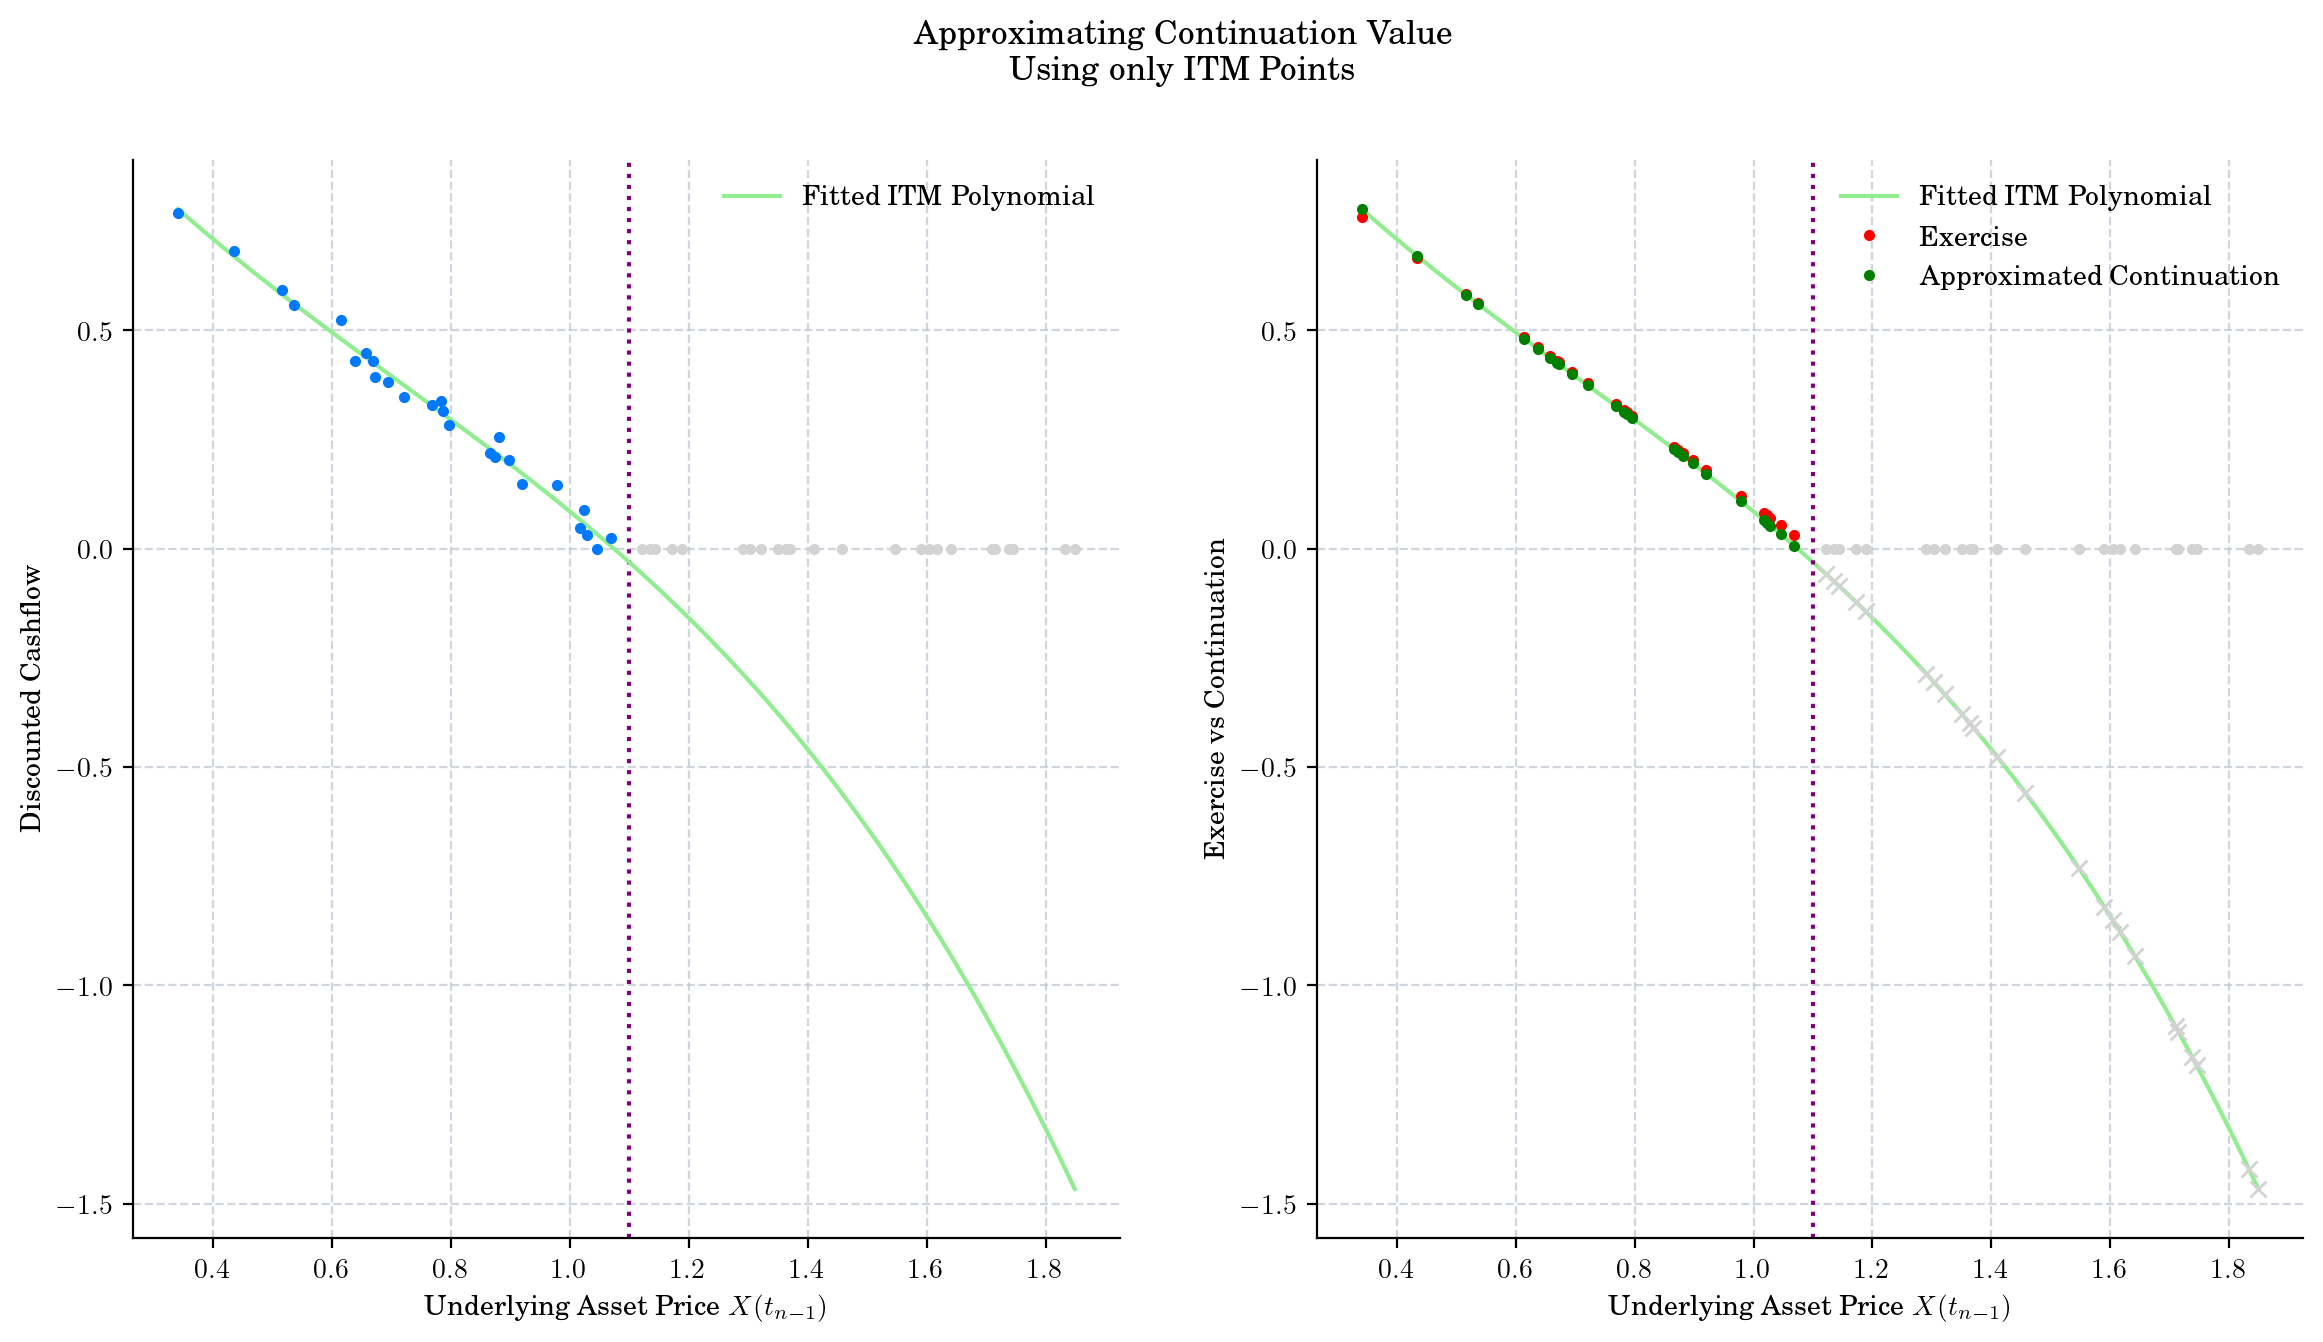 Approximating Continuation Value
Using only ITM Points
Fitted ITM Polynomial
0.5
0.0
−0.5
−1.0
−1.5
Discounted Cashflow
0.4 0.6 0.8 1.0 1.2 1.4 1.6 1.8
Underlying Asset Price X(tₙ₋₁)
Fitted ITM Polynomial
Exercise
Approximated Continuation
0.5
0.0
−0.5
−1.0
−1.5
Exercise vs Continuation
0.4 0.6 0.8 1.0 1.2 1.4 1.6 1.8
Underlying Asset Price X(tₙ₋₁)